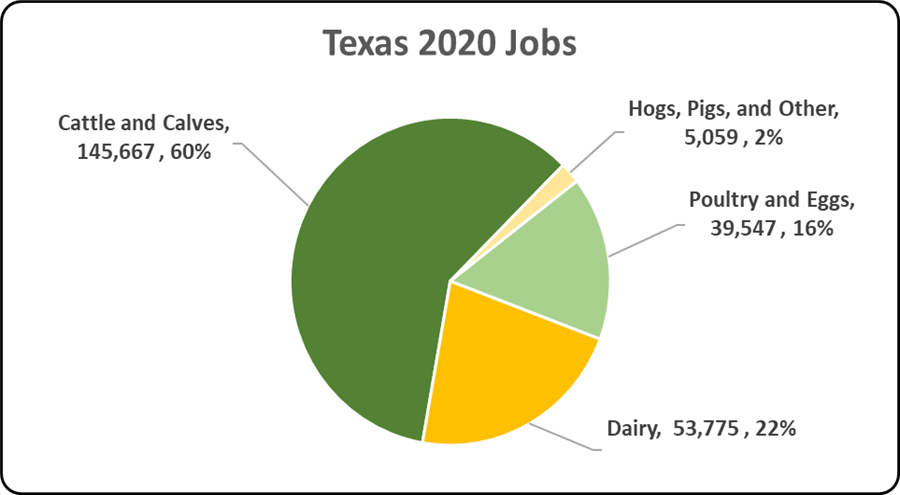 Texas 2020 Jobs
Cattle and Calves,
145,667 , 60%
Hogs, Pigs, and Other,
5,059 , 2%
Poultry and Eggs,
39,547 , 16%
Dairy,  53,775 , 22%